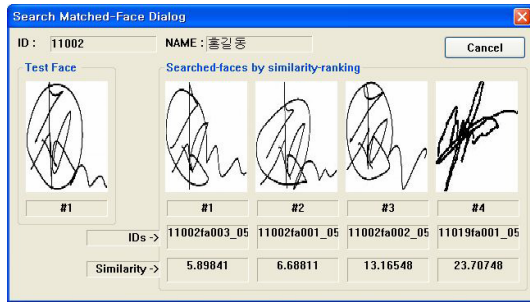 Search Matched-Face Dialog
ID : 11002 NAME : 홍길동 Cancel
Test Face Searched-faces by similarity-ranking
#1 #1 #2 #3 #4
IDs -> 11002fa003_05 11002fa001_05 11002fa002_05 11019fa001_05
Similarity -> 5.89841 6.68811 13.16548 23.70748